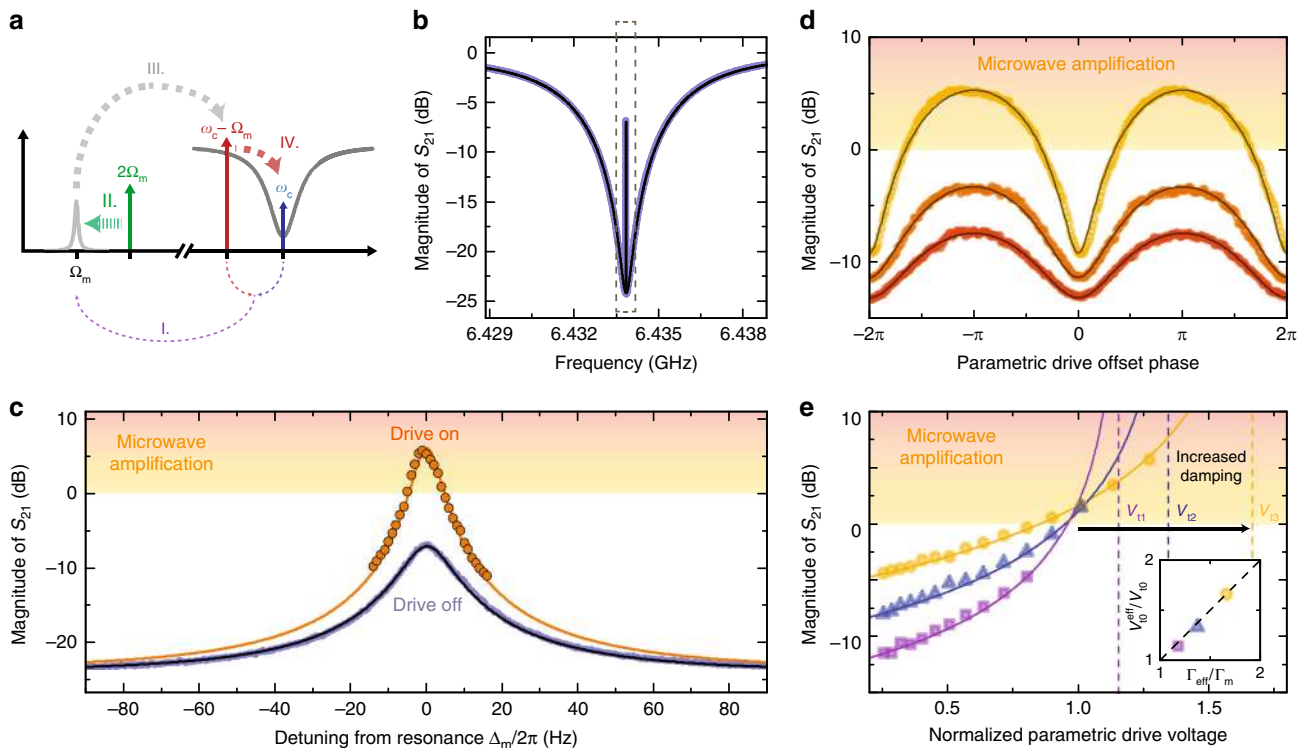 a
III.
ω_c – Ω_m
IV.
2Ω_m
II.
ω_c
Ω_m
I.
b
Magnitude of S_21 (dB)
0
–5
–10
–15
–20
–25
6.429
6.432
6.435
6.438
Frequency (GHz)
d
Magnitude of S_21 (dB)
10
0
–10
Microwave amplification
–2π
–π
0
π
2π
Parametric drive offset phase
c
Magnitude of S_21 (dB)
10
0
–10
–20
Microwave
amplification
Drive on
Drive off
–80
–60
–40
–20
0
20
40
60
80
Detuning from resonance Δ_m/2π (Hz)
e
Magnitude of S_21 (dB)
10
5
0
–5
–10
Microwave amplification
Increased
damping
V_t1
V_t2
V_t3
2
V_t0^eff/V_t0
1
1
Γ_eff/Γ_m
2
0.5
1.0
1.5
Normalized parametric drive voltage